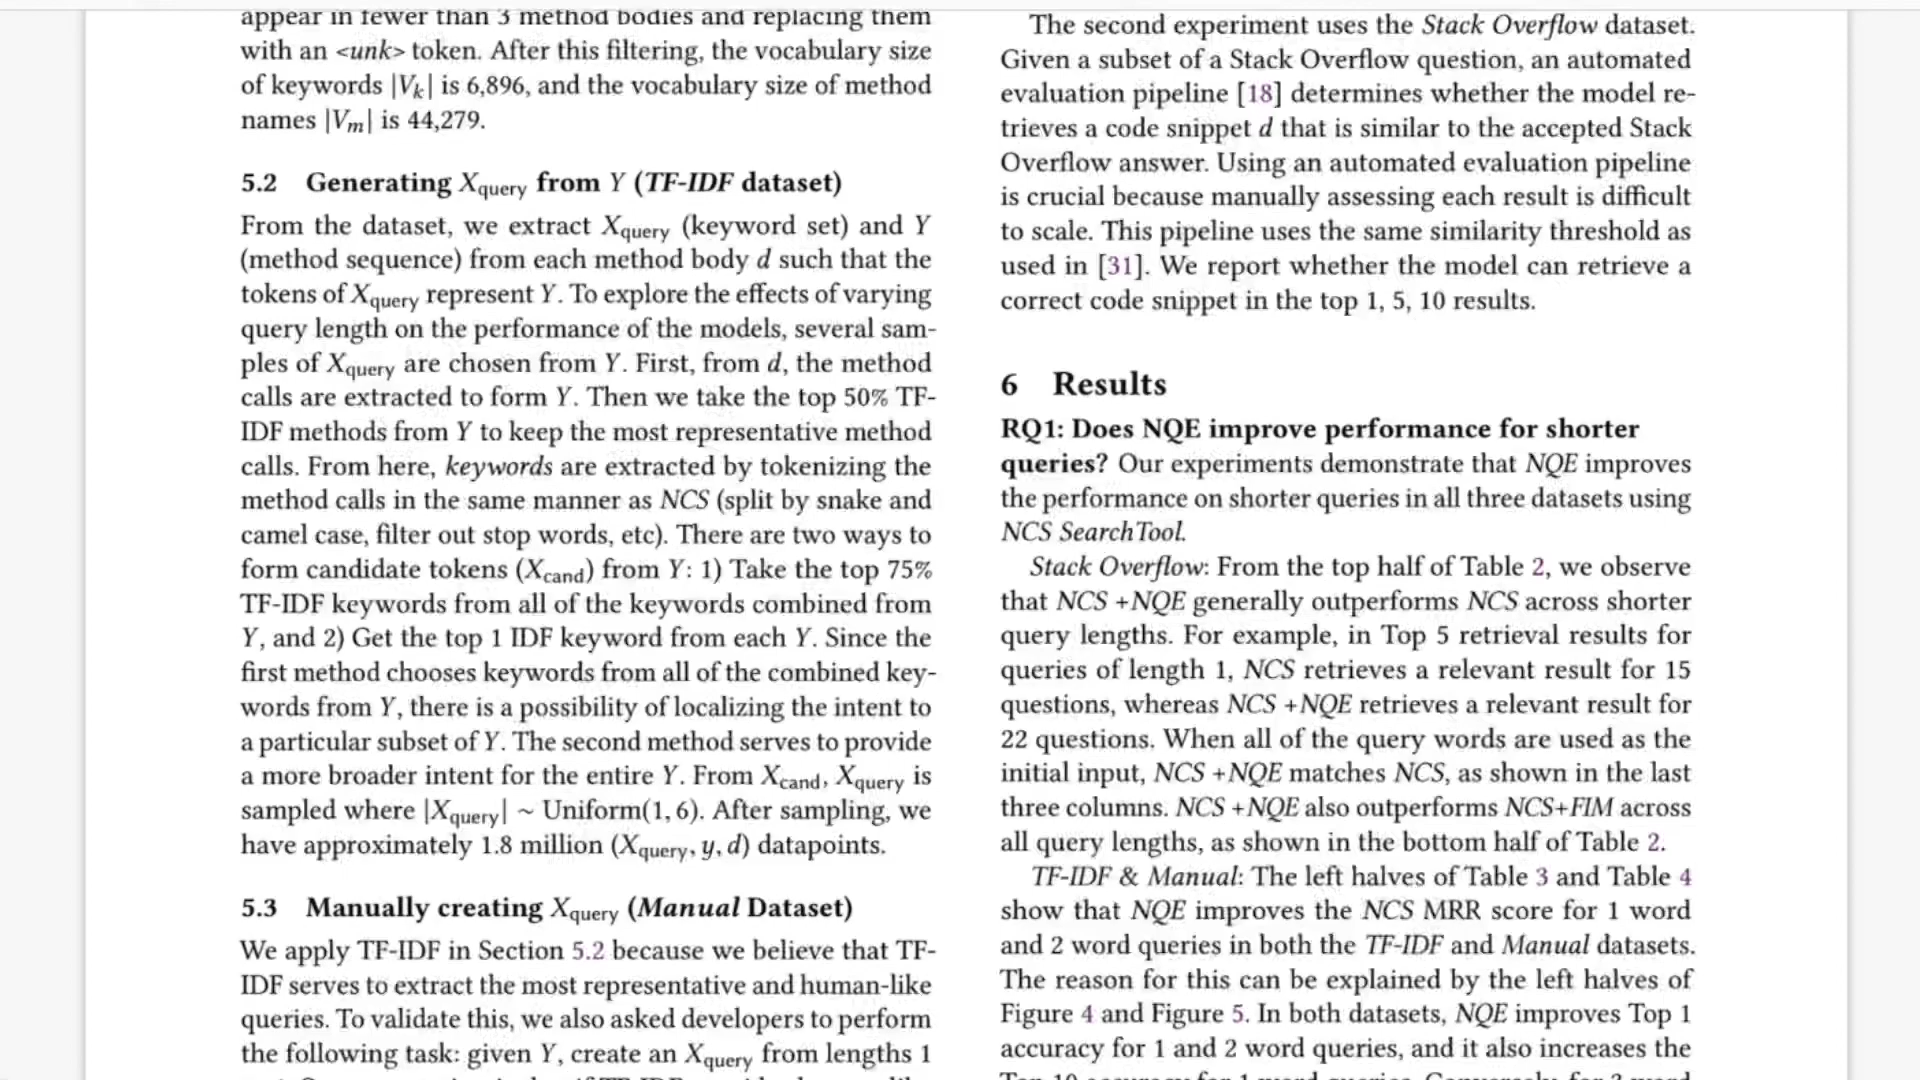 appear in fewer than 3 method bodies and replacing them
with an <unk> token. After this filtering, the vocabulary size
of keywords |Vk| is 6,896, and the vocabulary size of method
names |Vm| is 44,279.
5.2 Generating Xquery from Y (TF-IDF dataset)
From the dataset, we extract Xquery (keyword set) and Y
(method sequence) from each method body d such that the
tokens of Xquery represent Y. To explore the effects of varying
query length on the performance of the models, several sam-
ples of Xquery are chosen from Y. First, from d, the method
calls are extracted to form Y. Then we take the top 50% TF-
IDF methods from Y to keep the most representative method
calls. From here, keywords are extracted by tokenizing the
method calls in the same manner as NCS (split by snake and
camel case, filter out stop words, etc). There are two ways to
form candidate tokens (Xcand) from Y: 1) Take the top 75%
TF-IDF keywords from all of the keywords combined from
Y, and 2) Get the top 1 IDF keyword from each Y. Since the
first method chooses keywords from all of the combined key-
words from Y, there is a possibility of localizing the intent to
a particular subset of Y. The second method serves to provide
a more broader intent for the entire Y. From Xcand, Xquery is
sampled where |Xquery| ~ Uniform(1, 6). After sampling, we
have approximately 1.8 million (Xquery, y, d) datapoints.
5.3 Manually creating Xquery (Manual Dataset)
We apply TF-IDF in Section 5.2 because we believe that TF-
IDF serves to extract the most representative and human-like
queries. To validate this, we also asked developers to perform
the following task: given Y, create an Xquery from lengths 1
The second experiment uses the Stack Overflow dataset.
Given a subset of a Stack Overflow question, an automated
evaluation pipeline [18] determines whether the model re-
trieves a code snippet d that is similar to the accepted Stack
Overflow answer. Using an automated evaluation pipeline
is crucial because manually assessing each result is difficult
to scale. This pipeline uses the same similarity threshold as
used in [31]. We report whether the model can retrieve a
correct code snippet in the top 1, 5, 10 results.
6 Results
RQ1: Does NQE improve performance for shorter
queries? Our experiments demonstrate that NQE improves
the performance on shorter queries in all three datasets using
NCS SearchTool.
Stack Overflow: From the top half of Table 2, we observe
that NCS +NQE generally outperforms NCS across shorter
query lengths. For example, in Top 5 retrieval results for
queries of length 1, NCS retrieves a relevant result for 15
questions, whereas NCS +NQE retrieves a relevant result for
22 questions. When all of the query words are used as the
initial input, NCS +NQE matches NCS, as shown in the last
three columns. NCS +NQE also outperforms NCS+FIM across
all query lengths, as shown in the bottom half of Table 2.
TF-IDF & Manual: The left halves of Table 3 and Table 4
show that NQE improves the NCS MRR score for 1 word
and 2 word queries in both the TF-IDF and Manual datasets.
The reason for this can be explained by the left halves of
Figure 4 and Figure 5. In both datasets, NQE improves Top 1
accuracy for 1 and 2 word queries, and it also increases the